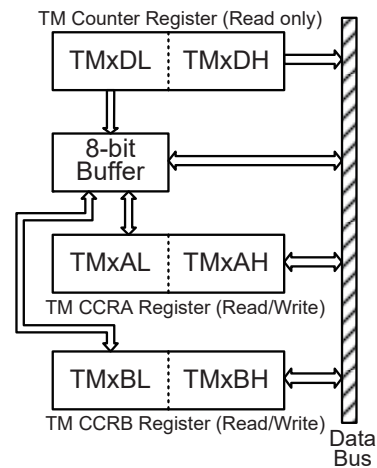 TM Counter Register (Read only)
TMxDL TMxDH
8-bit
Buffer
TMxAL TMxAH
TM CCRA Register (Read/Write)
TMxBL TMxBH
TM CCRB Register (Read/Write)
Data
Bus